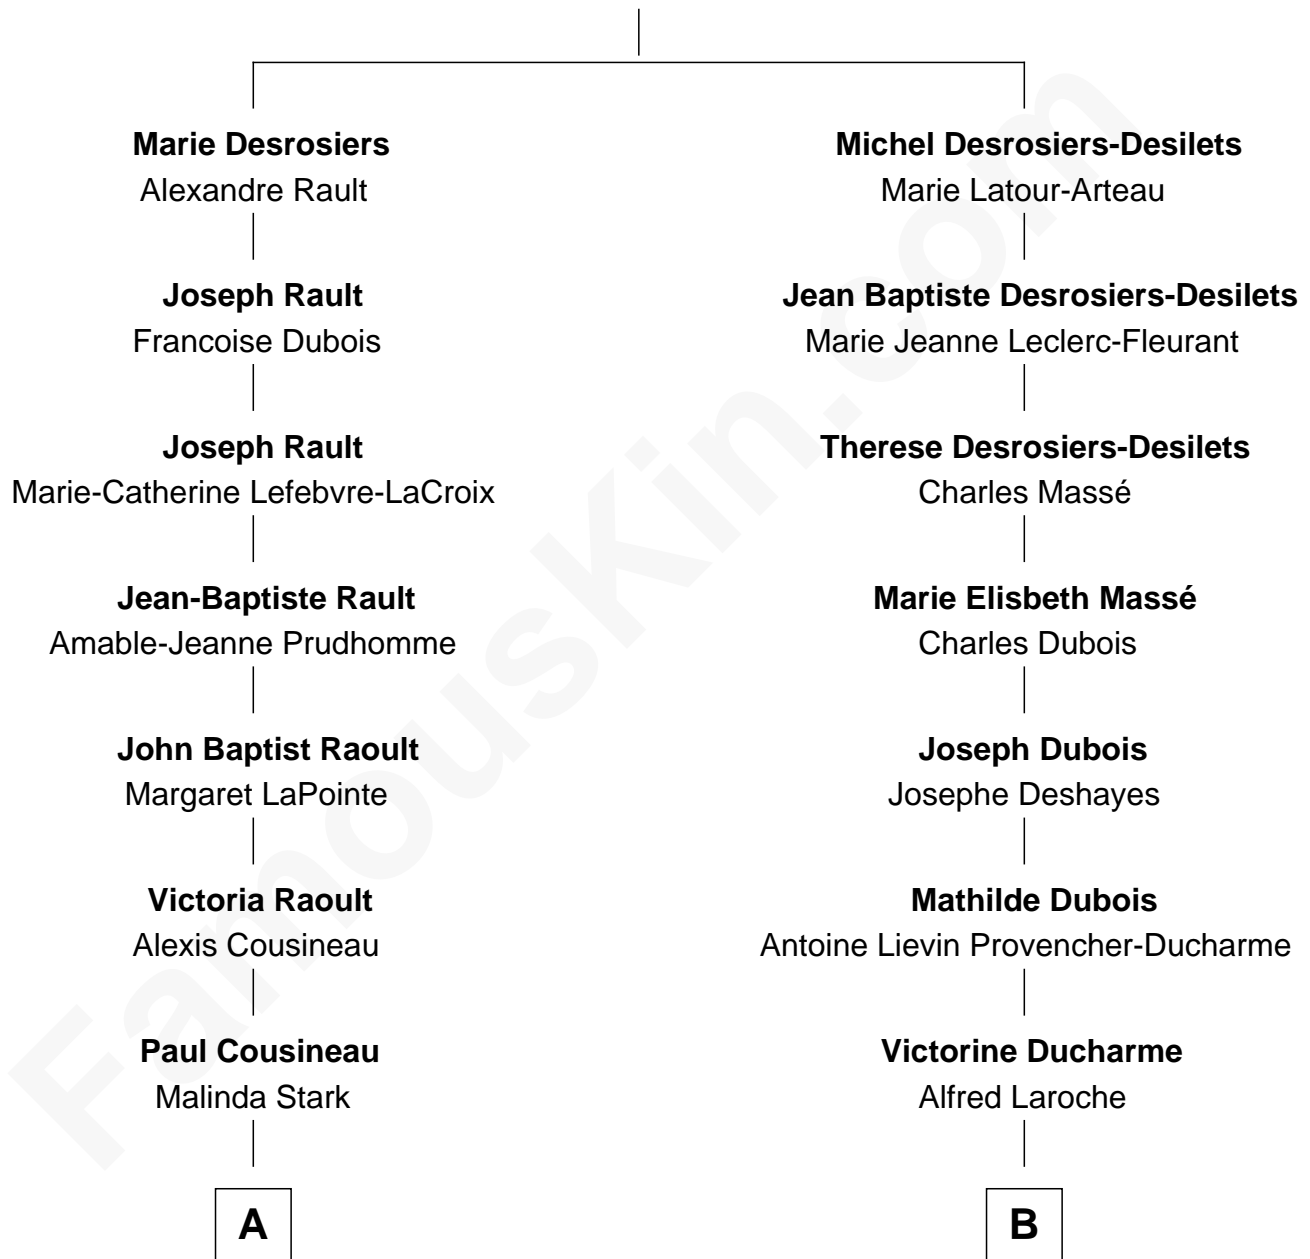 Marie Desrosiers
Alexandre Rault
Michel Desrosiers-Desilets
Marie Latour-Arteau
Joseph Rault
Francoise Dubois
Jean Baptiste Desrosiers-Desilets
Marie Jeanne Leclerc-Fleurant
Joseph Rault
Marie-Catherine Lefebvre-LaCroix
Therese Desrosiers-Desilets
Charles Massé
Jean-Baptiste Rault
Amable-Jeanne Prudhomme
Marie Elisbeth Massé
Charles Dubois
John Baptist Raoult
Margaret LaPointe
Joseph Dubois
Josephe Deshayes
Victoria Raoult
Alexis Cousineau
Mathilde Dubois
Antoine Lievin Provencher-Ducharme
Paul Cousineau
Malinda Stark
Victorine Ducharme
Alfred Laroche
A
B
FamousKin.com